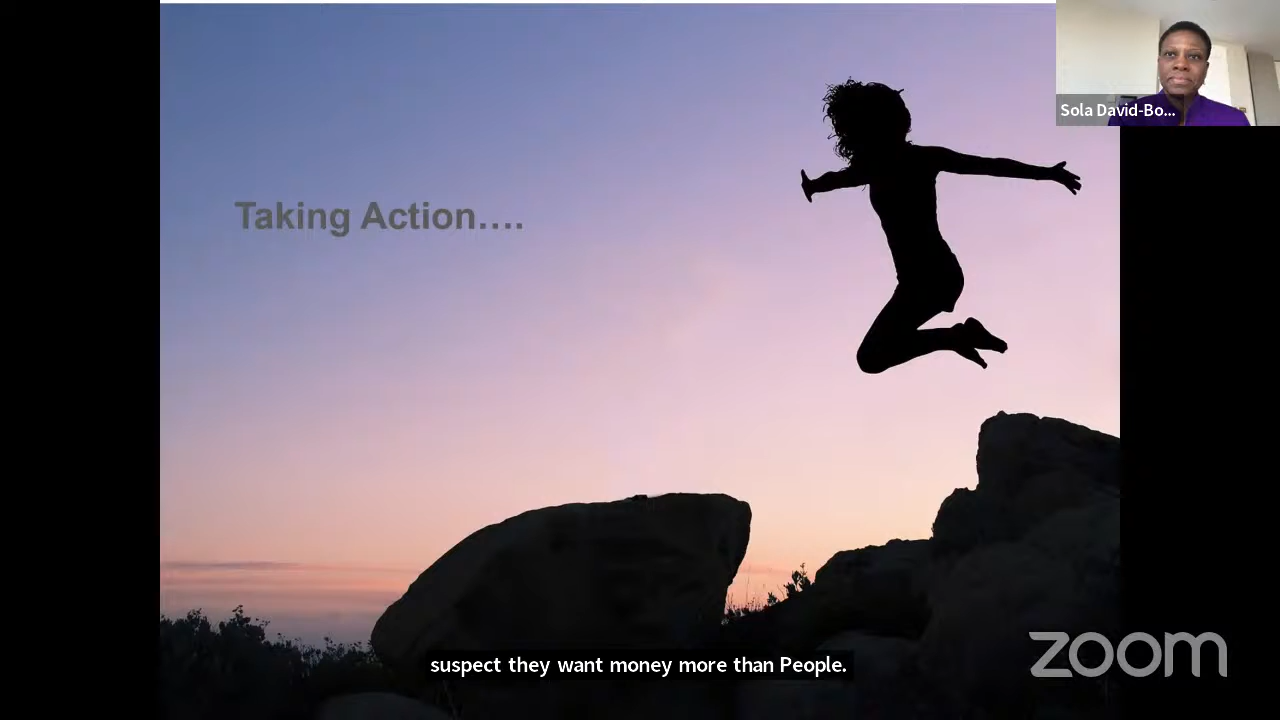 Sola David-Bo...
Taking Action....
suspect they want money more than People.
zoom